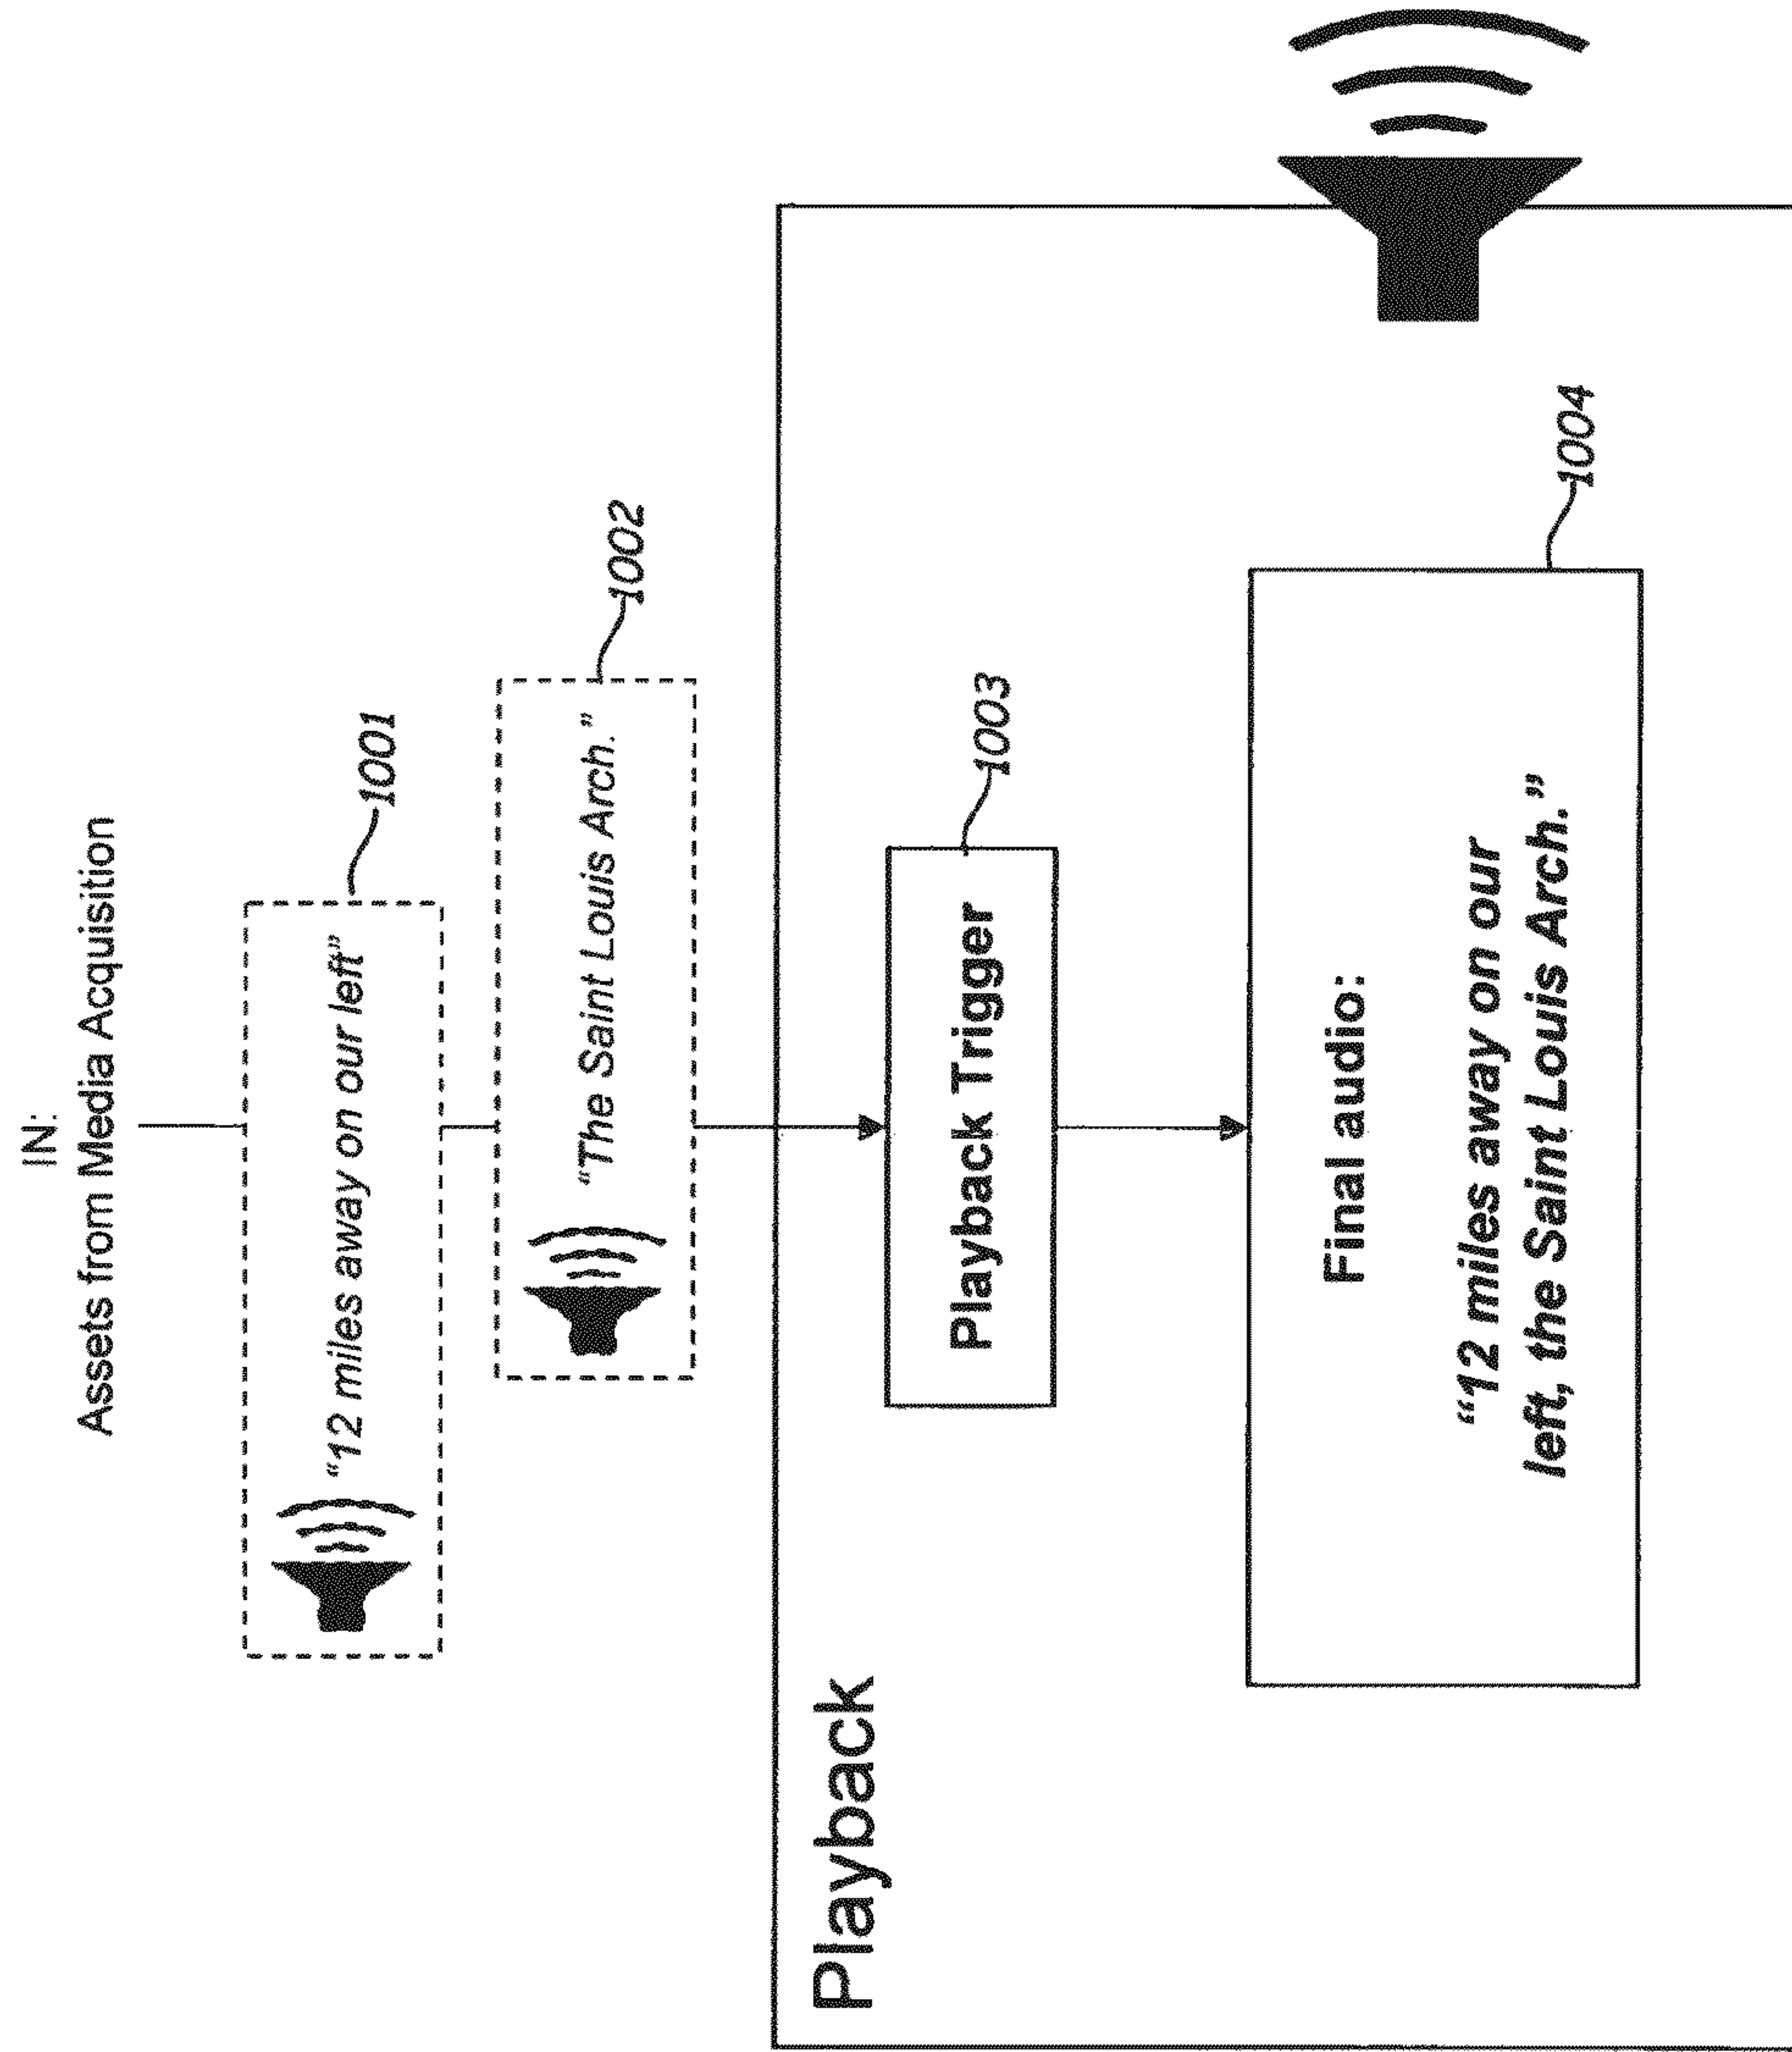 IN:
Assets from Media Acquisition
“12 miles away on our left”
1001
“The Saint Louis Arch.”
1002
Playback
Playback Trigger
1003
Final audio:
“12 miles away on our
left, the Saint Louis Arch.”
1004